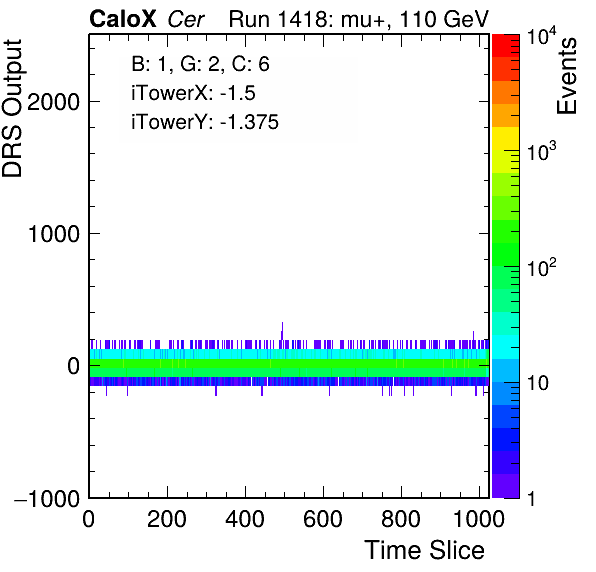 CaloX Cer Run 1418: mu+, 110 GeV
B: 1, G: 2, C: 6
iTowerX: -1.5
iTowerY: -1.375
DRS Output
2000
1000
0
−1000
0 200 400 600 800 1000
Time Slice
10^4
10^3
10^2
10
1
Events